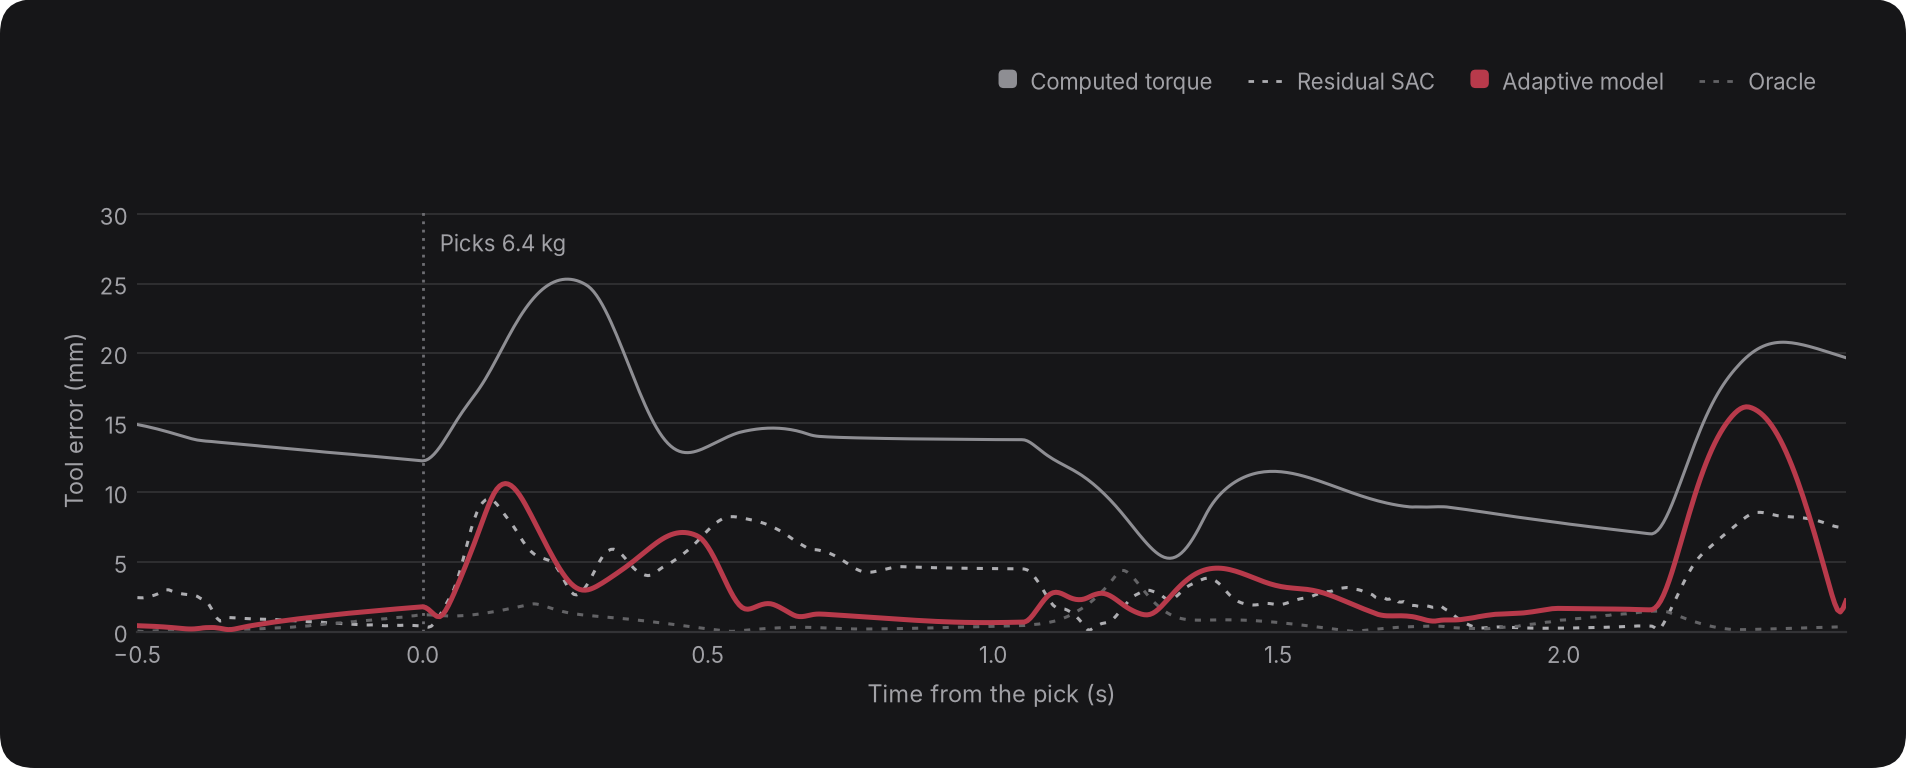 Computed torque
Residual SAC
Adaptive model
Oracle
30
Picks 6.4 kg
25
20
15
10
5
0
Tool error (mm)
−0.5
0.0
0.5
1.0
1.5
2.0
Time from the pick (s)